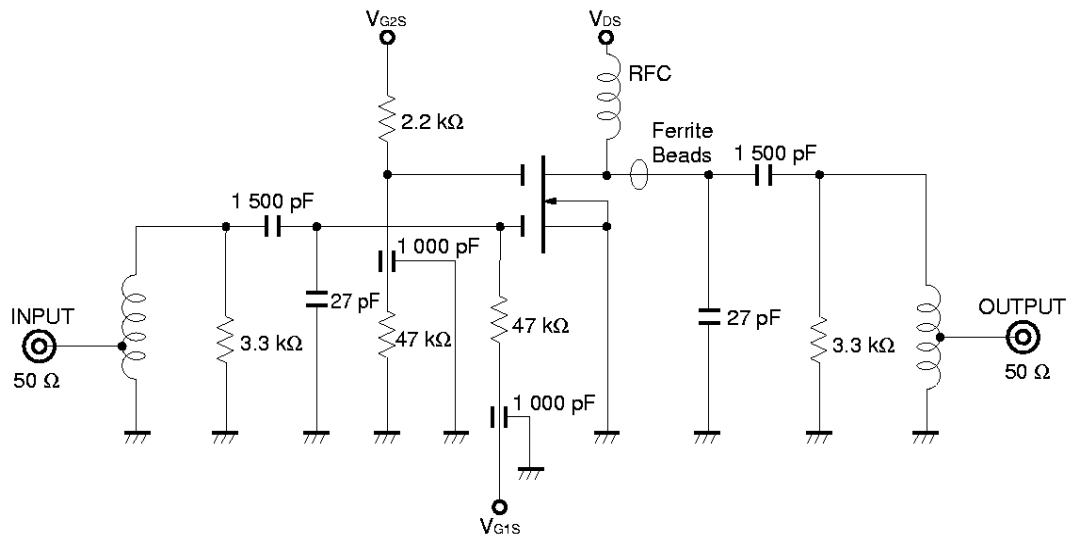 VG2S
VDS
RFC
2.2 kΩ
Ferrite
Beads
1 500 pF
1 500 pF
1 000 pF
INPUT
27 pF
47 kΩ
47 kΩ
3.3 kΩ
27 pF
3.3 kΩ
OUTPUT
50 Ω
50 Ω
1 000 pF
VG1S